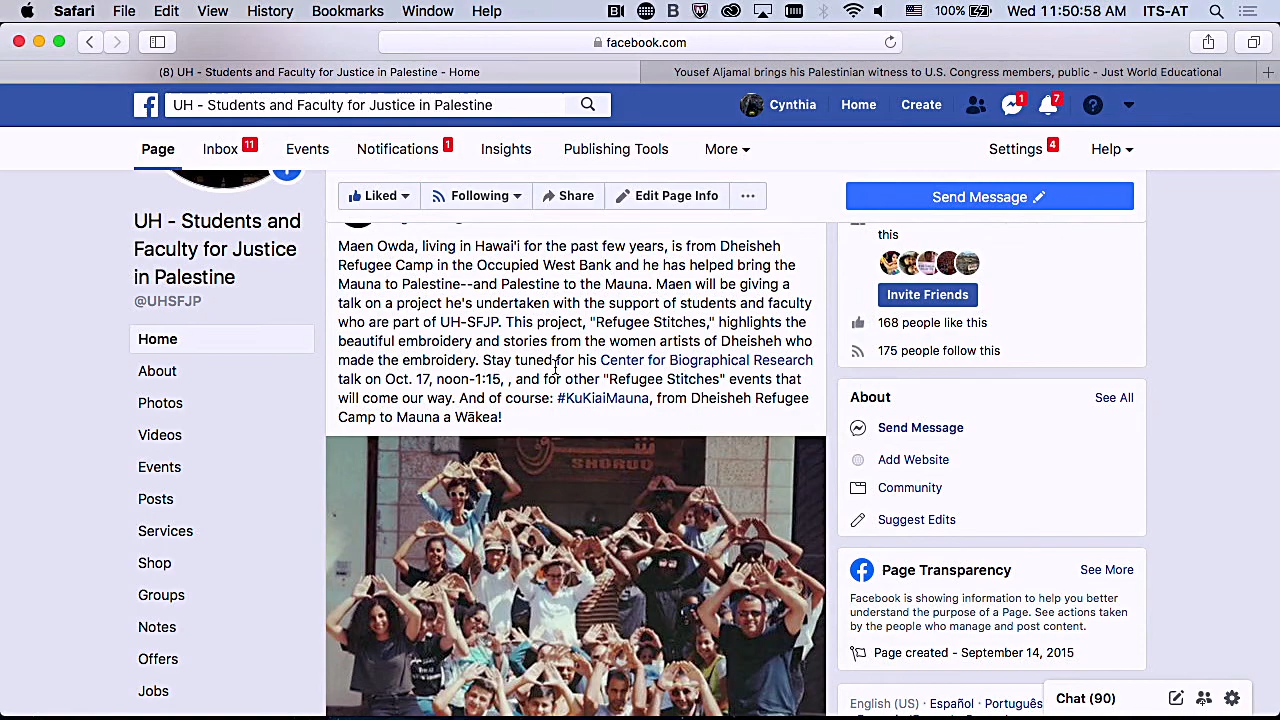 Safari File Edit View History Bookmarks Window Help 100% Wed 11:50:58 AM ITS-AT
facebook.com
(8) UH - Students and Faculty for Justice in Palestine - Home
Yousef Aljamal brings his Palestinian witness to U.S. Congress members, public - Just World Educational
UH - Students and Faculty for Justice in Palestine
Cynthia Home Create 1 7
Page Inbox 11 Events Notifications 1 Insights Publishing Tools More Settings 4 Help
Liked Following Share Edit Page Info ...
Send Message
UH - Students and
Faculty for Justice
in Palestine
@UHSFJP
Home
About
Photos
Videos
Events
Posts
Services
Shop
Groups
Notes
Offers
Jobs
Maen Owda, living in Hawai'i for the past few years, is from Dheisheh
Refugee Camp in the Occupied West Bank and he has helped bring the
Mauna to Palestine--and Palestine to the Mauna. Maen will be giving a
talk on a project he's undertaken with the support of students and faculty
who are part of UH-SFJP. This project, "Refugee Stitches," highlights the
beautiful embroidery and stories from the women artists of Dheisheh who
made the embroidery. Stay tuned for his Center for Biographical Research
talk on Oct. 17, noon-1:15, , and for other "Refugee Stitches" events that
will come our way. And of course: #KuKiaiMauna, from Dheisheh Refugee
Camp to Mauna a Wākea!
SHORUQ
this
Invite Friends
168 people like this
175 people follow this
About See All
Send Message
Add Website
Community
Suggest Edits
Page Transparency See More
Facebook is showing information to help you better
understand the purpose of a Page. See actions taken
by the people who manage and post content.
Page created - September 14, 2015
English (US) · Español · Português
Chat (90)